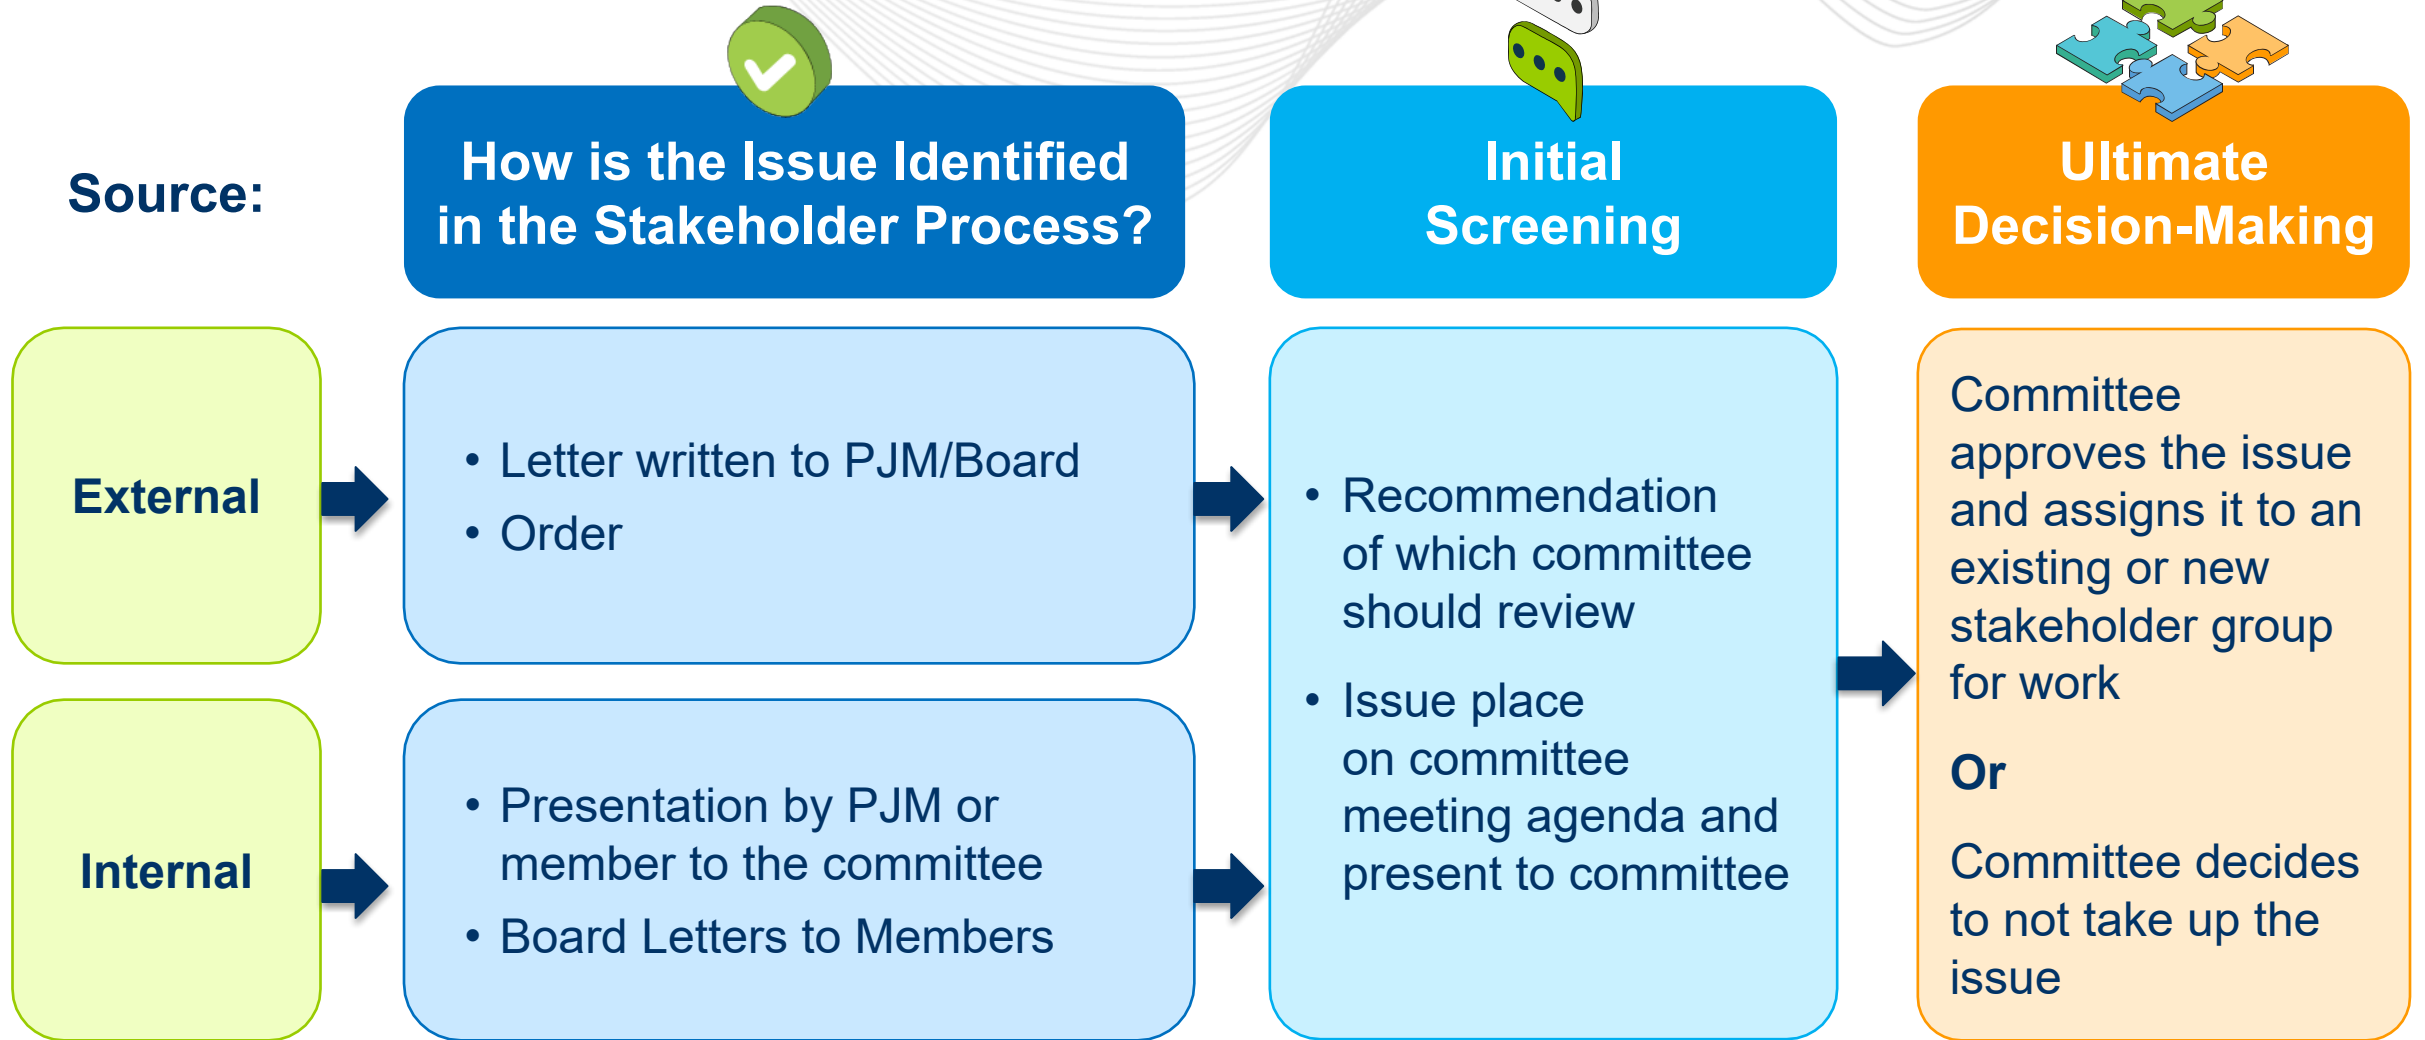 Source:
How is the Issue Identified
in the Stakeholder Process?
Initial
Screening
Ultimate
Decision-Making
External
• Letter written to PJM/Board
• Order
Internal
• Presentation by PJM or
member to the committee
• Board Letters to Members
• Recommendation
of which committee
should review
• Issue place
on committee
meeting agenda and
present to committee
Committee
approves the issue
and assigns it to an
existing or new
stakeholder group
for work
Or
Committee decides
to not take up the
issue